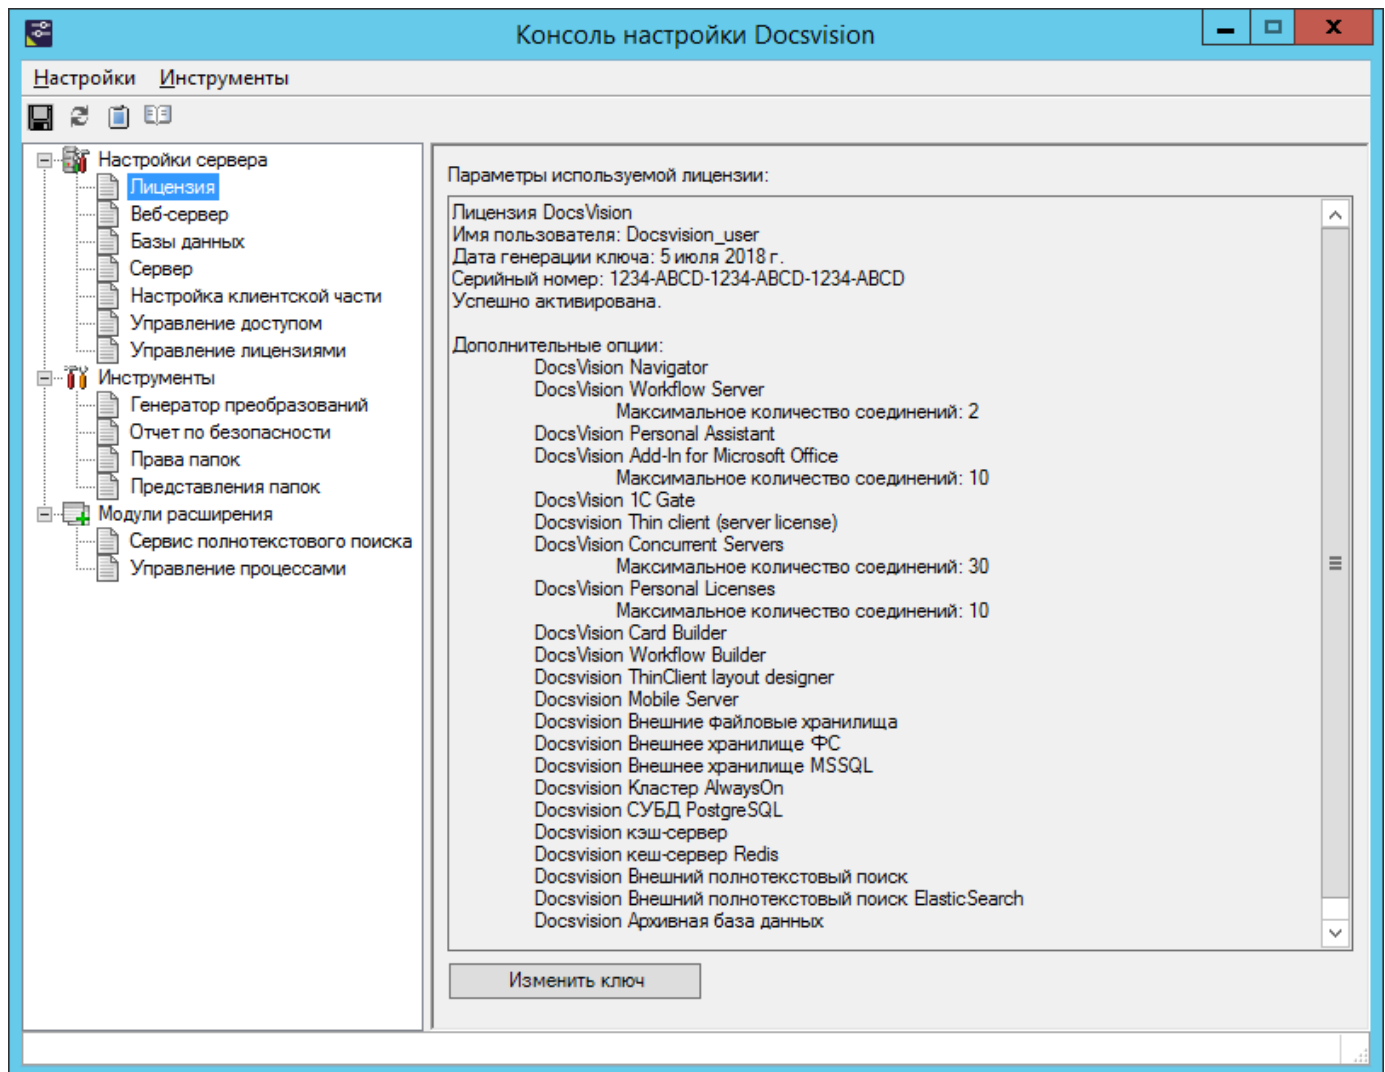 Консоль настройки Docsvision
Настройки Инструменты
Настройки сервера
Лицензия
Веб-сервер
Базы данных
Сервер
Настройка клиентской части
Управление доступом
Управление лицензиями
Инструменты
Генератор преобразований
Отчет по безопасности
Права папок
Представления папок
Модули расширения
Сервис полнотекстового поиска
Управление процессами
Параметры используемой лицензии:
Лицензия DocsVision
Имя пользователя: Docsvision_user
Дата генерации ключа: 5 июля 2018 г.
Серийный номер: 1234-ABCD-1234-ABCD-1234-ABCD
Успешно активирована.
Дополнительные опции:
DocsVision Navigator
DocsVision Workflow Server
Максимальное количество соединений: 2
DocsVision Personal Assistant
DocsVision Add-In for Microsoft Office
Максимальное количество соединений: 10
DocsVision 1C Gate
Docsvision Thin client (server license)
DocsVision Concurrent Servers
Максимальное количество соединений: 30
DocsVision Personal Licenses
Максимальное количество соединений: 10
DocsVision Card Builder
DocsVision Workflow Builder
Docsvision ThinClient layout designer
Docsvision Mobile Server
Docsvision Внешние файловые хранилища
Docsvision Внешнее хранилище ФС
Docsvision Внешнее хранилище MSSQL
Docsvision Кластер AlwaysOn
Docsvision СУБД PostgreSQL
Docsvision кэш-сервер
Docsvision кеш-сервер Redis
Docsvision Внешний полнотекстовый поиск
Docsvision Внешний полнотекстовый поиск ElasticSearch
Docsvision Архивная база данных
Изменить ключ